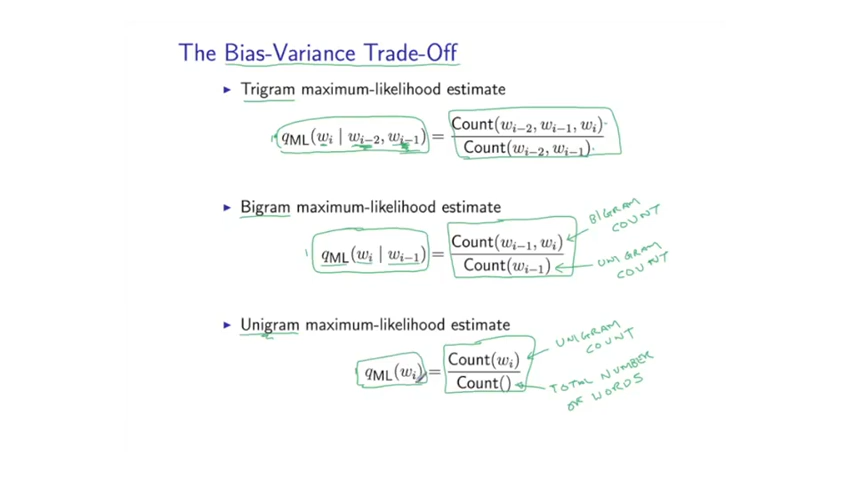 The Bias-Variance Trade-Off
▶ Trigram maximum-likelihood estimate
qML(wi | wi−2, wi−1) = Count(wi−2, wi−1, wi) / Count(wi−2, wi−1)
▶ Bigram maximum-likelihood estimate
qML(wi | wi−1) = Count(wi−1, wi) / Count(wi−1)
BIGRAM
COUNT
UNIGRAM
COUNT
▶ Unigram maximum-likelihood estimate
qML(wi) = Count(wi) / Count()
UNIGRAM
COUNT
TOTAL NUMBER
OF WORDS